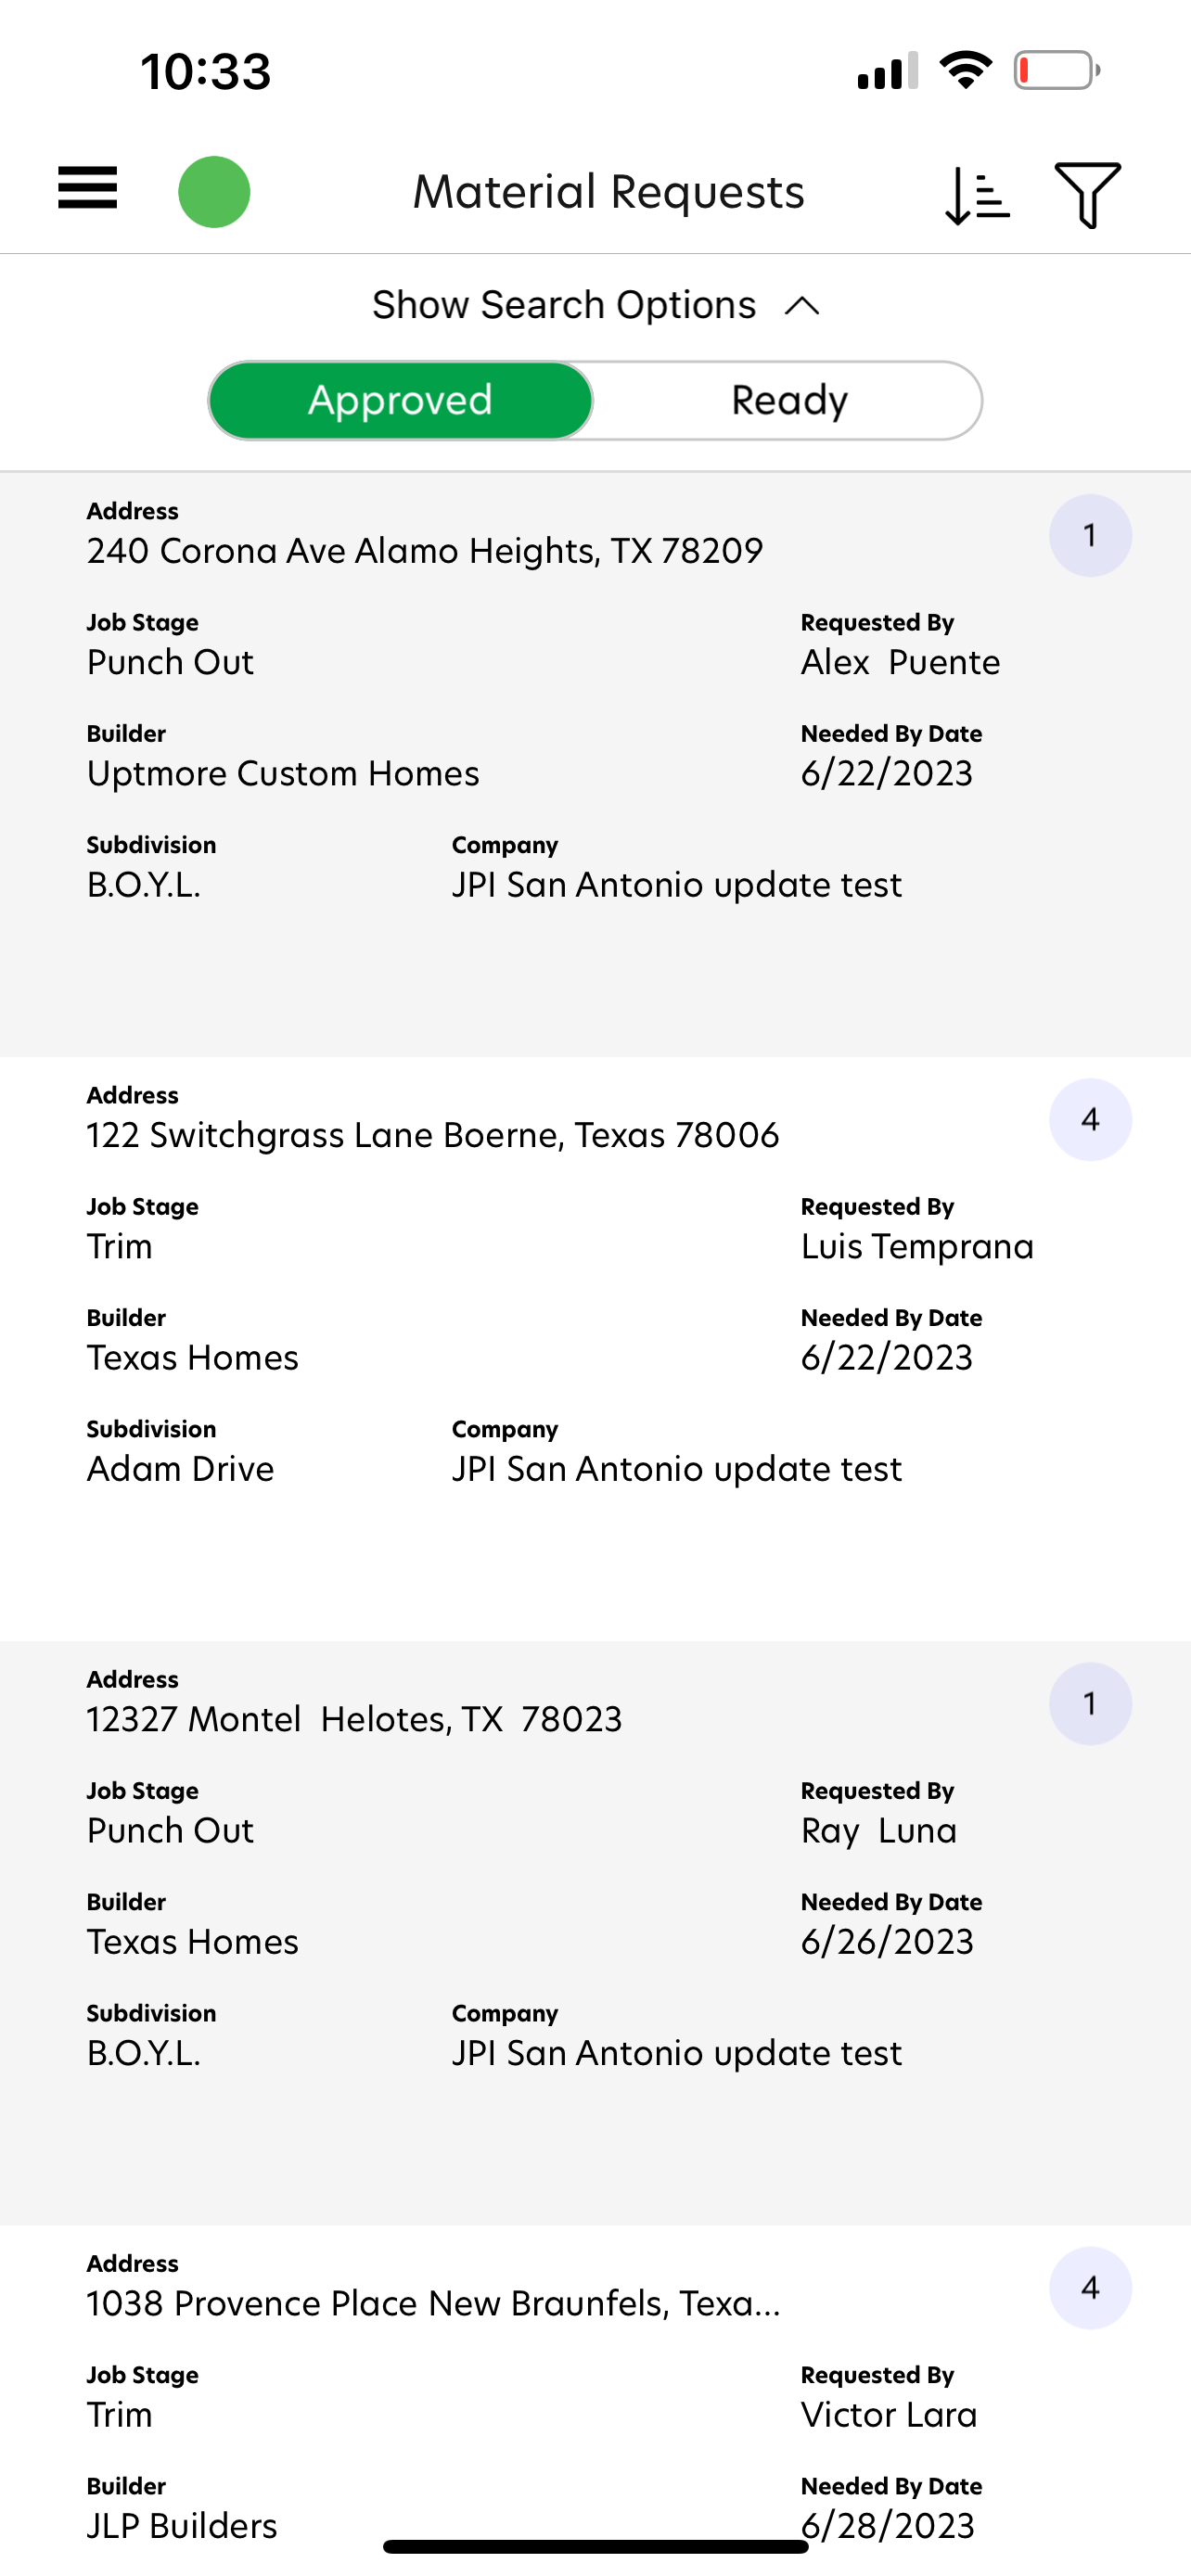 10:33
Material Requests
Show Search Options
Approved Ready
Address
240 Corona Ave Alamo Heights, TX 78209
1
Job Stage Requested By
Punch Out Alex  Puente
Builder Needed By Date
Uptmore Custom Homes 6/22/2023
Subdivision Company
B.O.Y.L. JPI San Antonio update test
Address
122 Switchgrass Lane Boerne, Texas 78006
4
Job Stage Requested By
Trim Luis Temprana
Builder Needed By Date
Texas Homes 6/22/2023
Subdivision Company
Adam Drive JPI San Antonio update test
Address
12327 Montel  Helotes, TX  78023
1
Job Stage Requested By
Punch Out Ray  Luna
Builder Needed By Date
Texas Homes 6/26/2023
Subdivision Company
B.O.Y.L. JPI San Antonio update test
Address
1038 Provence Place New Braunfels, Texa...
4
Job Stage Requested By
Trim Victor Lara
Builder Needed By Date
JLP Builders 6/28/2023